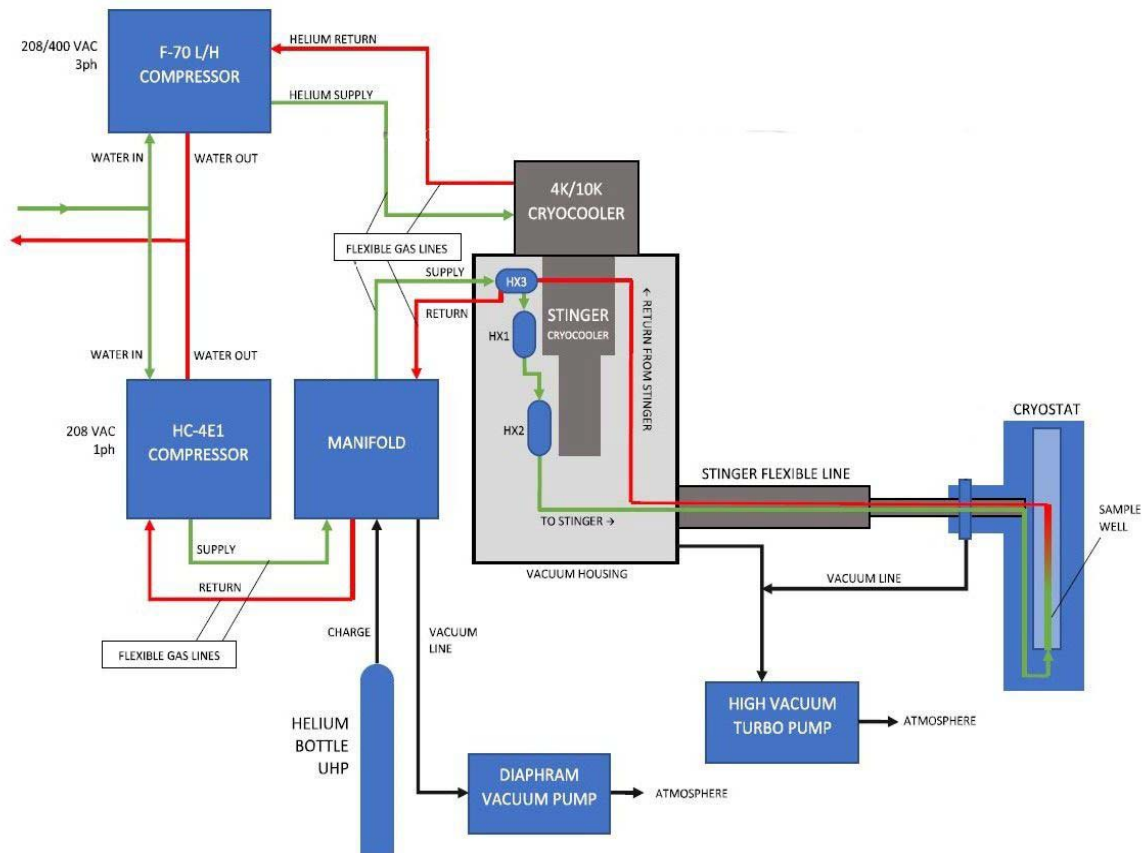 208/400 VAC
3ph
F-70 L/H
COMPRESSOR
HELIUM RETURN
HELIUM SUPPLY
WATER IN
WATER OUT
4K/10K
CRYOCOOLER
FLEXIBLE GAS LINES
SUPPLY
RETURN
HX3
HX1
HX2
STINGER
CRYOCOOLER
← RETURN FROM STINGER
WATER IN
WATER OUT
208 VAC
1ph
HC-4E1
COMPRESSOR
MANIFOLD
CRYOSTAT
STINGER FLEXIBLE LINE
TO STINGER →
SAMPLE
WELL
VACUUM HOUSING
VACUUM LINE
SUPPLY
RETURN
FLEXIBLE GAS LINES
CHARGE
VACUUM
LINE
HELIUM
BOTTLE
UHP
HIGH VACUUM
TURBO PUMP
ATMOSPHERE
DIAPHRAM
VACUUM PUMP
ATMOSPHERE